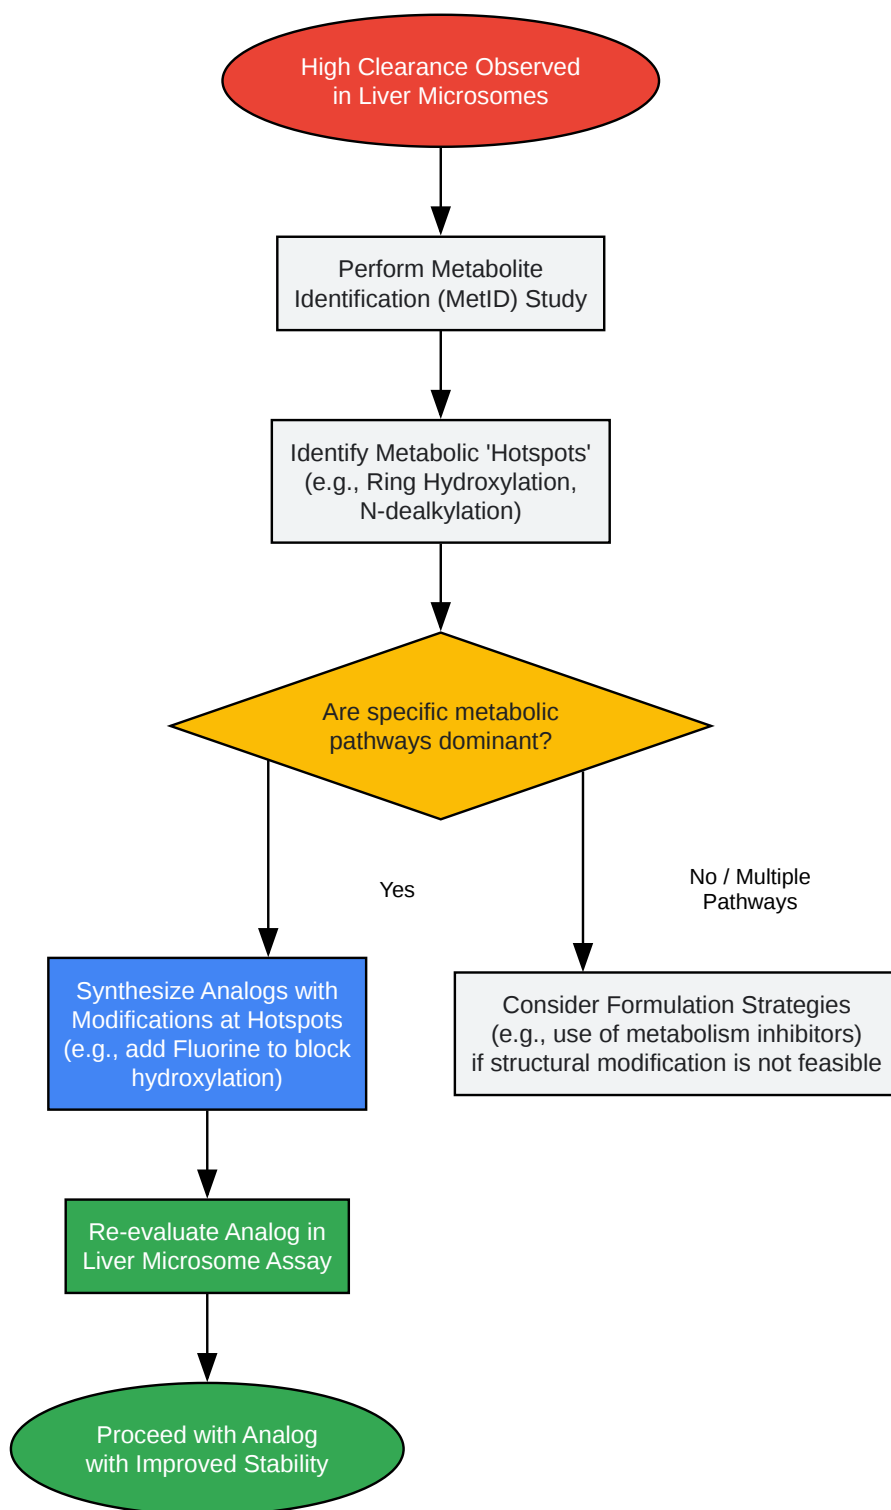 High Clearance Observed
in Liver Microsomes
Perform Metabolite
Identification (MetID) Study
Identify Metabolic 'Hotspots'
(e.g., Ring Hydroxylation,
N-dealkylation)
Are specific metabolic
pathways dominant?
Yes
No / Multiple
Pathways
Synthesize Analogs with
Modifications at Hotspots
(e.g., add Fluorine to block
hydroxylation)
Consider Formulation Strategies
(e.g., use of metabolism inhibitors)
if structural modification is not feasible
Re-evaluate Analog in
Liver Microsome Assay
Proceed with Analog
with Improved Stability